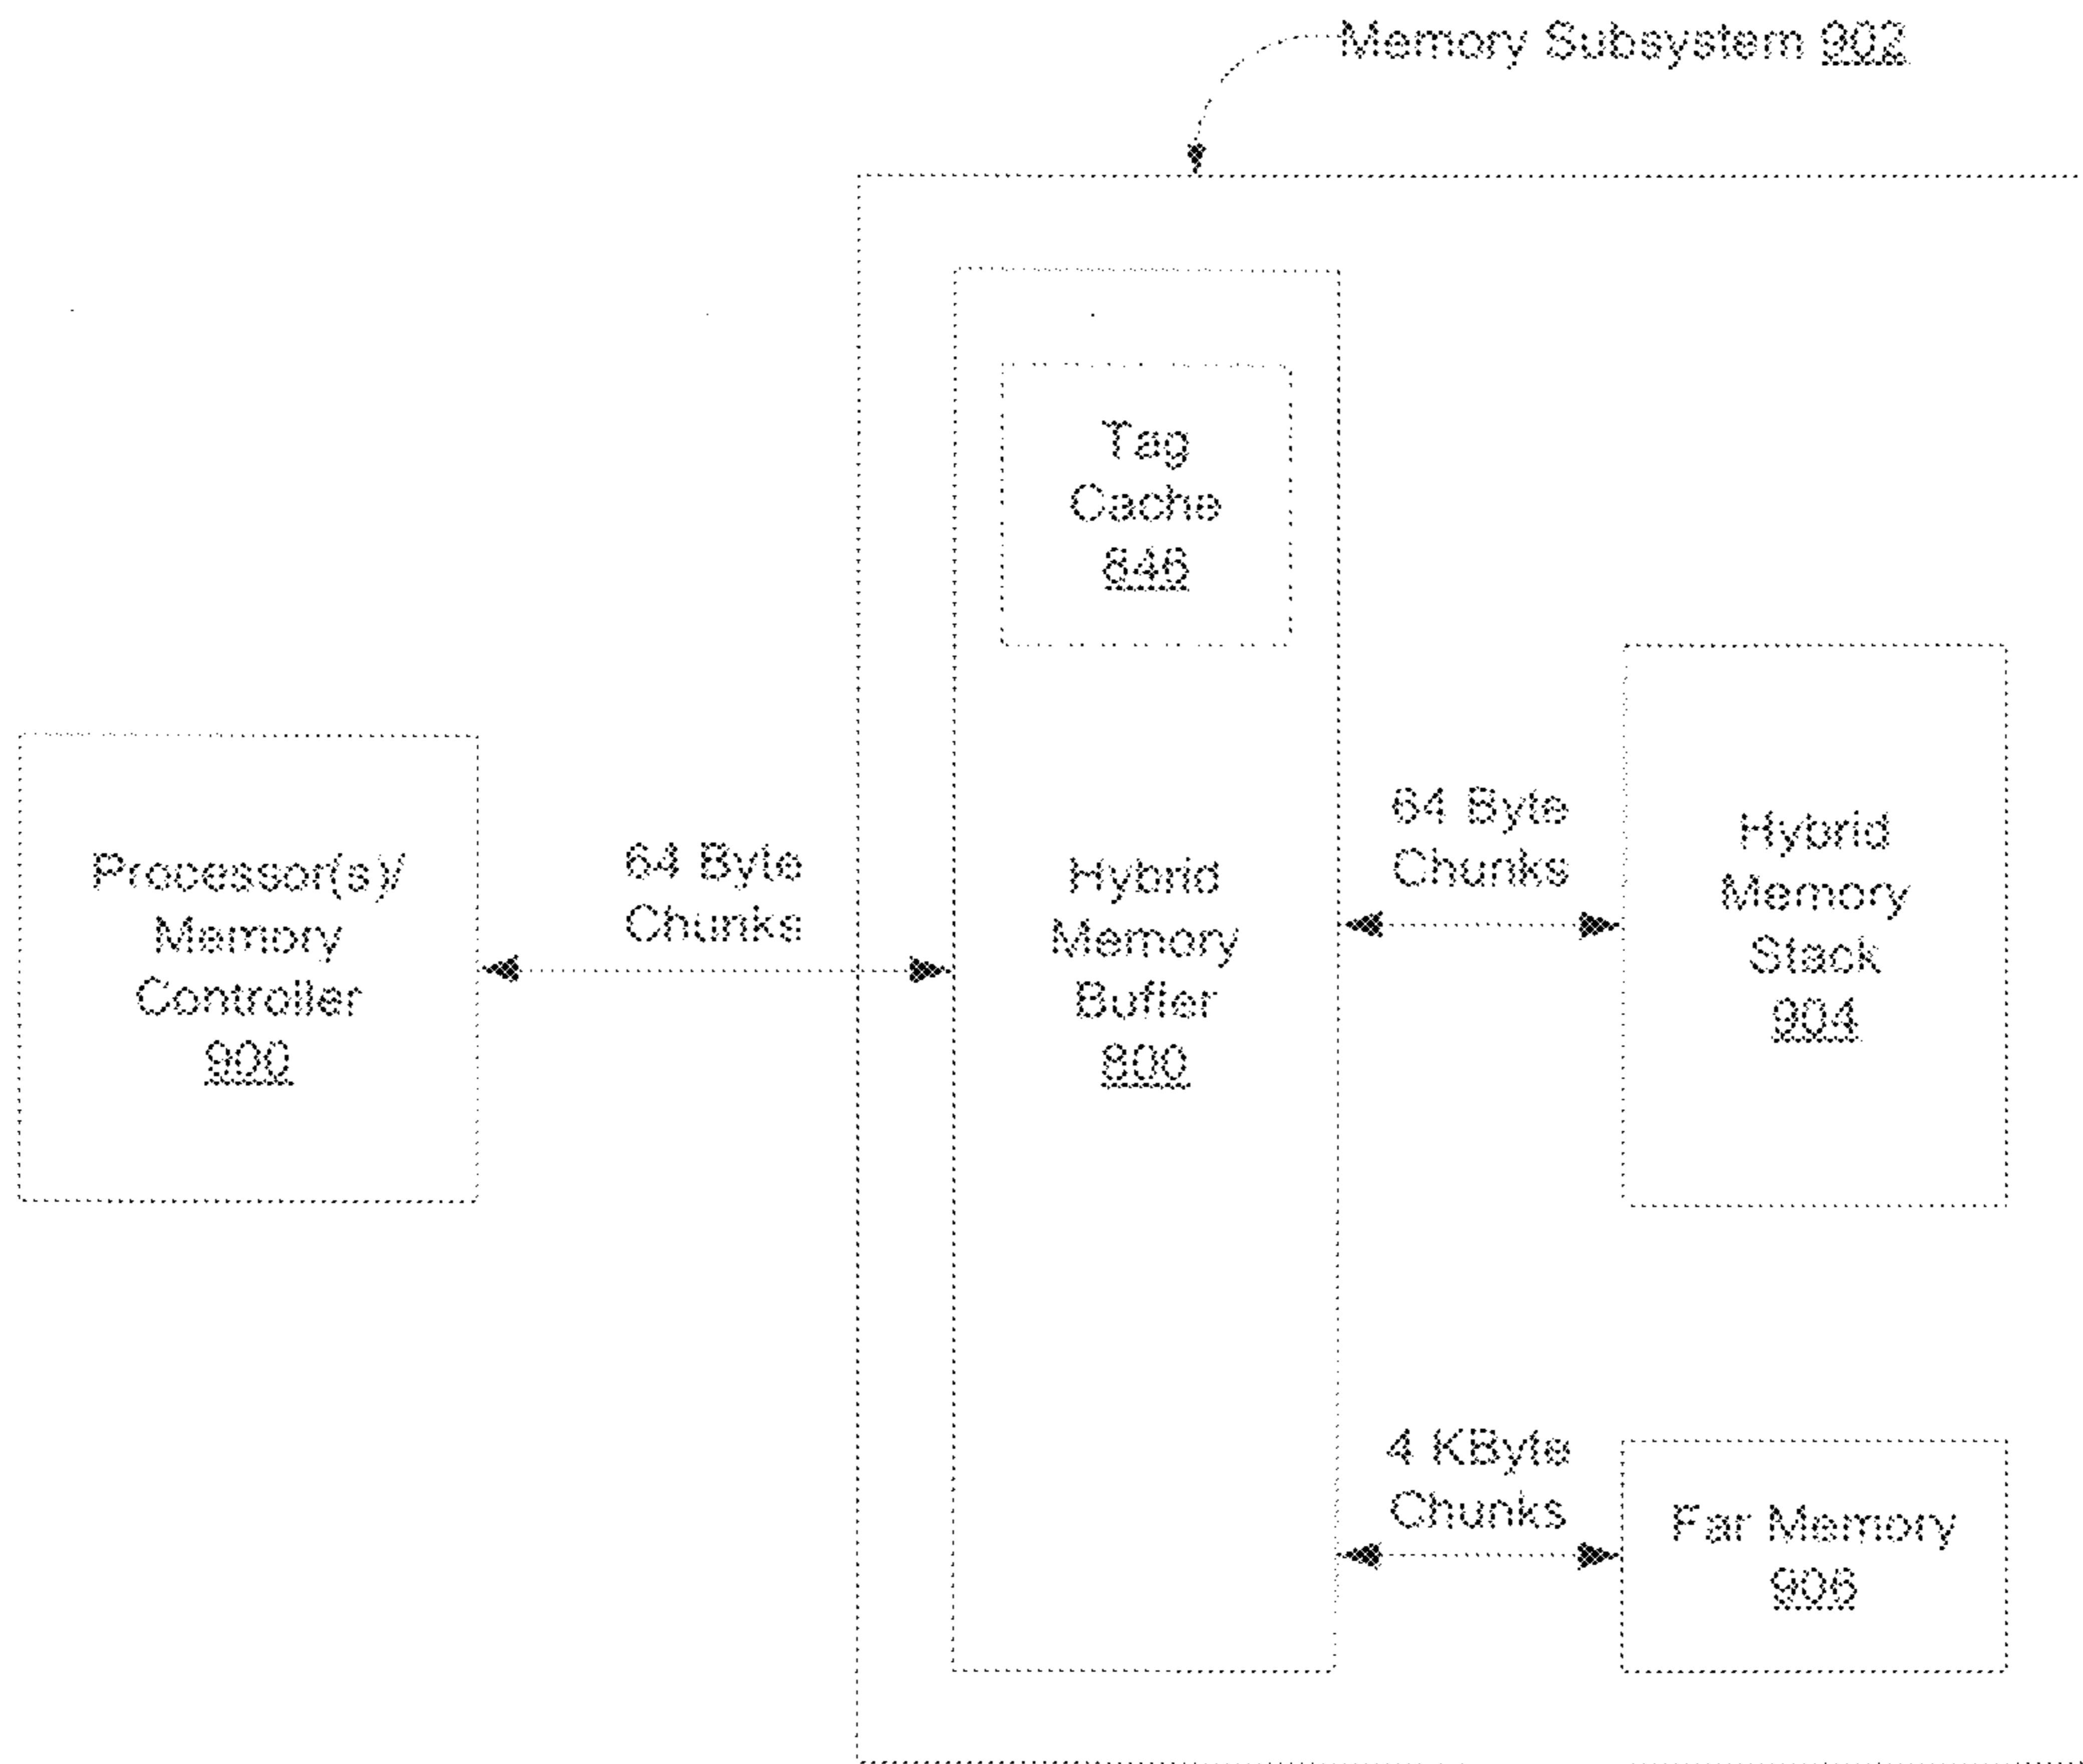 Memory Subsystem 902
Tag
Cache
846
Processor(s)/
Memory
Controller
900
64 Byte
Chunks
Hybrid
Memory
Buffer
800
64 Byte
Chunks
Hybrid
Memory
Stack
904
4 KByte
Chunks
Far Memory
906